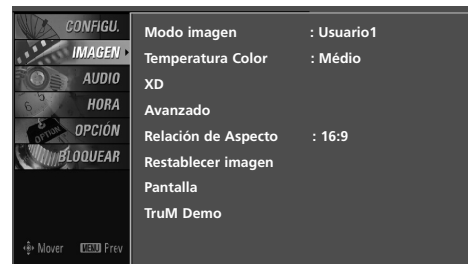 CONFIGU.
IMAGEN
AUDIO
HORA
OPCIÓN
BLOQUEAR
Mover MENU Prev
Modo imagen : Usuario1
Temperatura Color : Médio
XD
Avanzado
Relación de Aspecto : 16:9
Restablecer imagen
Pantalla
TruM Demo